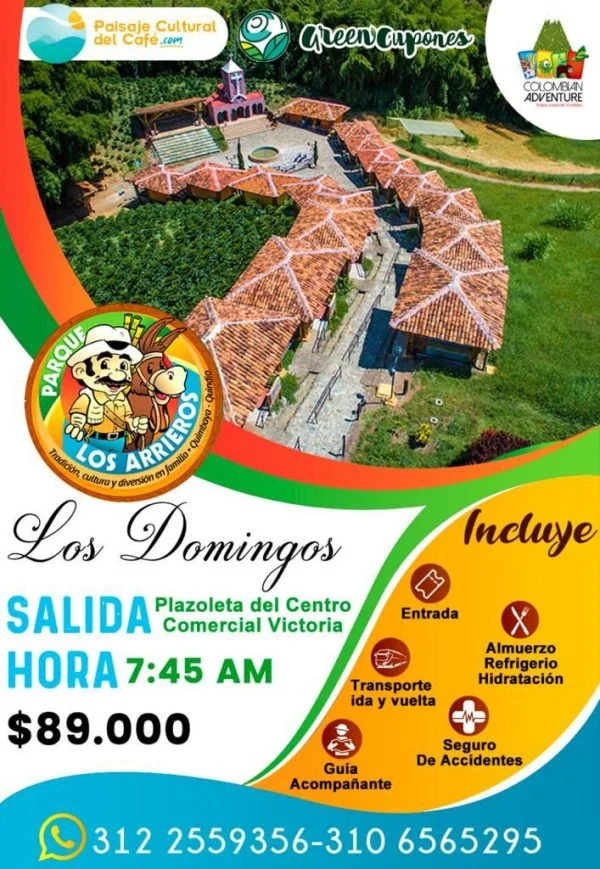 Paisaje Cultural
del Café.com
GreenCupones
COLOMBIAN
ADVENTURE
PARQUE
LOS ARRIEROS
Tradición, cultura y diversión en familia • Quimbaya - Quindío
Los Domingos
SALIDA Plazoleta del Centro
Comercial Victoria
HORA 7:45 AM
$89.000
Incluye
Entrada
Almuerzo
Refrigerio
Hidratación
Transporte
ida y vuelta
Seguro
De Accidentes
Guía
Acompañante
312 2559356-310 6565295